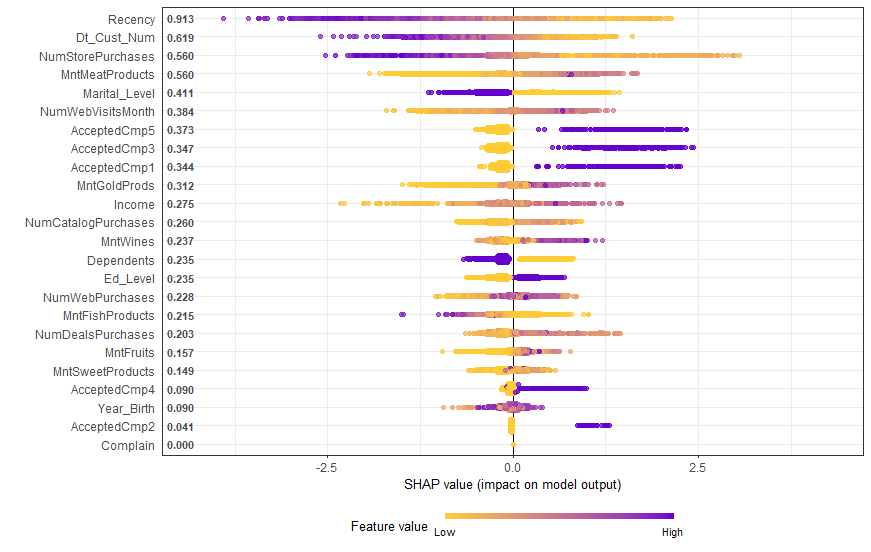 Recency 0.913
Dt_Cust_Num 0.619
NumStorePurchases 0.560
MntMeatProducts 0.560
Marital_Level 0.411
NumWebVisitsMonth 0.384
AcceptedCmp5 0.373
AcceptedCmp3 0.347
AcceptedCmp1 0.344
MntGoldProds 0.312
Income 0.275
NumCatalogPurchases 0.260
MntWines 0.237
Dependents 0.235
Ed_Level 0.235
NumWebPurchases 0.228
MntFishProducts 0.215
NumDealsPurchases 0.203
MntFruits 0.157
MntSweetProducts 0.149
AcceptedCmp4 0.090
Year_Birth 0.090
AcceptedCmp2 0.041
Complain 0.000
-2.5 0.0 2.5
SHAP value (impact on model output)
Feature value Low High